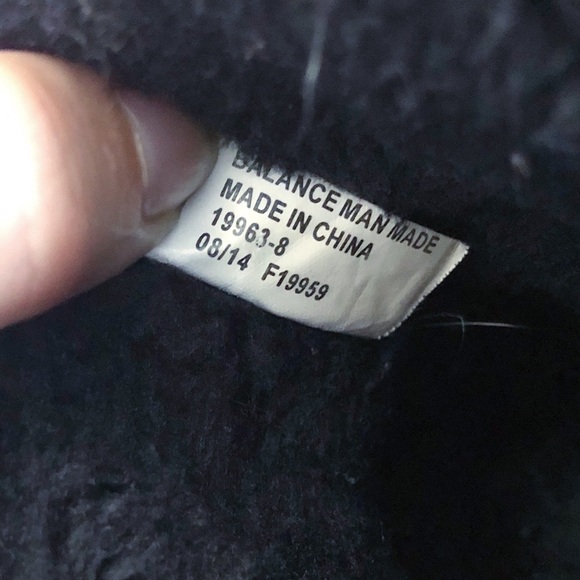 BALANCE MAN MADE
MADE IN CHINA
19963-8
08/14 F19959